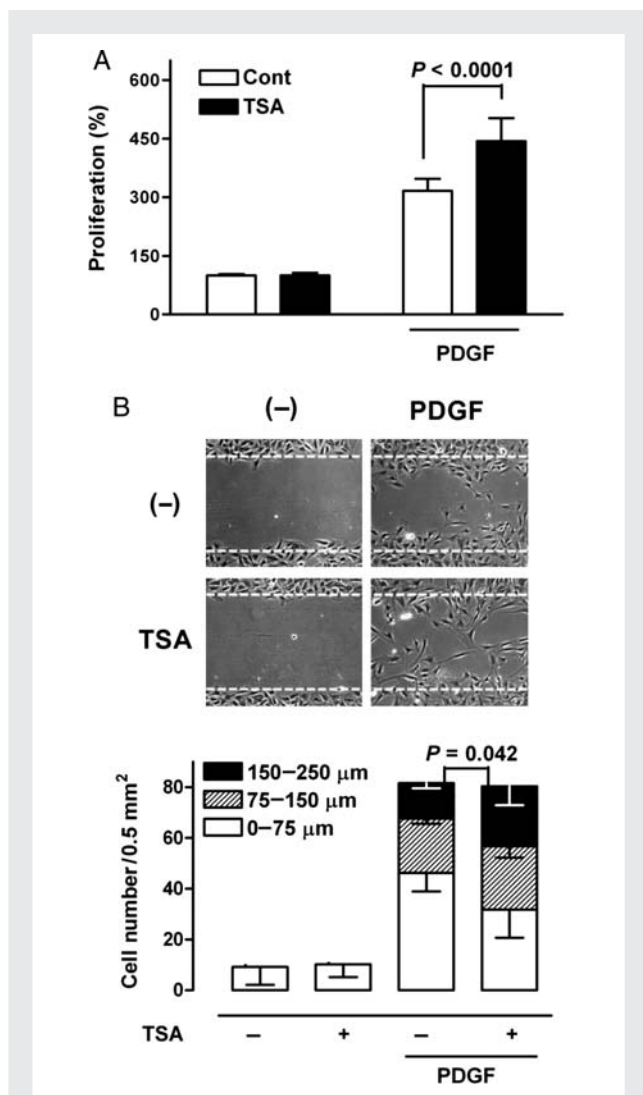 A
Proliferation (%)
600
450
300
150
0
Cont
TSA
P < 0.0001
PDGF
B
(–)
PDGF
(–)
TSA
Cell number/0.5 mm²
80
60
40
20
0
150–250 μm
75–150 μm
0–75 μm
P = 0.042
TSA – + – +
PDGF